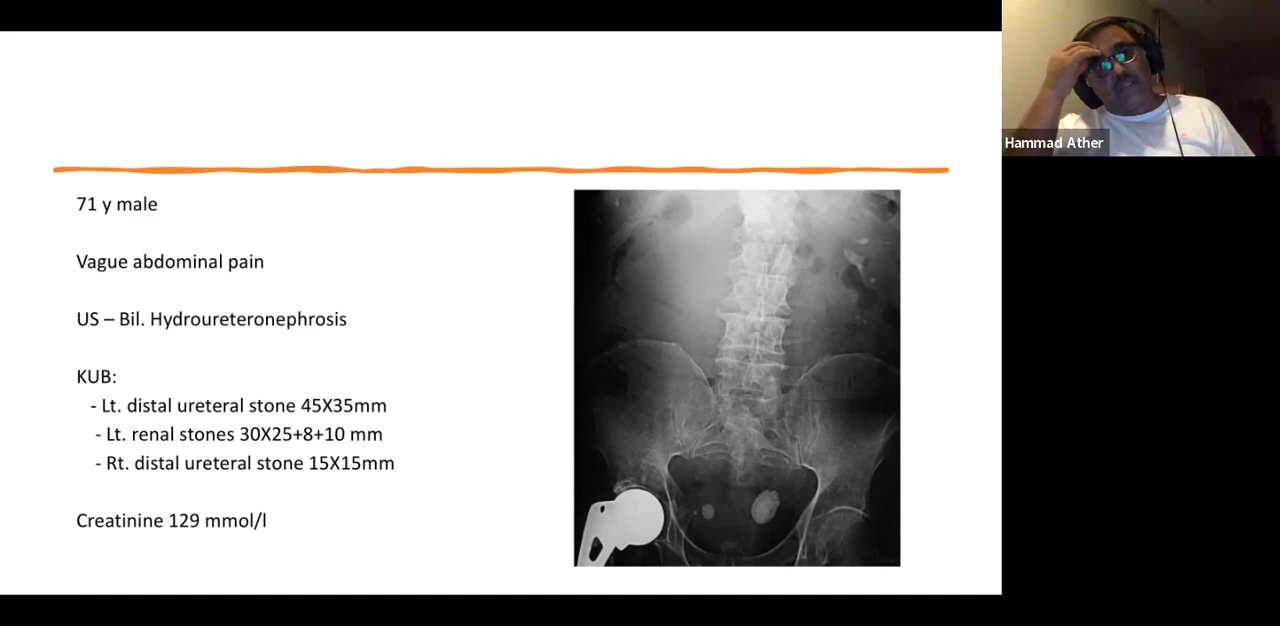 71 y male
Vague abdominal pain
US – Bil. Hydroureteronephrosis
KUB:
- Lt. distal ureteral stone 45X35mm
- Lt. renal stones 30X25+8+10 mm
- Rt. distal ureteral stone 15X15mm
Creatinine 129 mmol/l
Hammad Ather